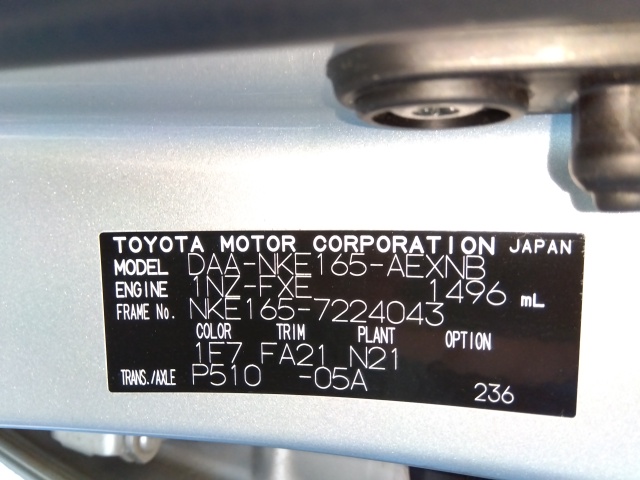 TOYOTA MOTOR CORPORATION JAPAN
MODEL DAA-NKE165-AEXNB
ENGINE 1NZ-FXE 1496 mL
FRAME No. NKE165-7224043
COLOR TRIM PLANT OPTION
1E7 FA21 N21
TRANS./AXLE P510 -05A
236